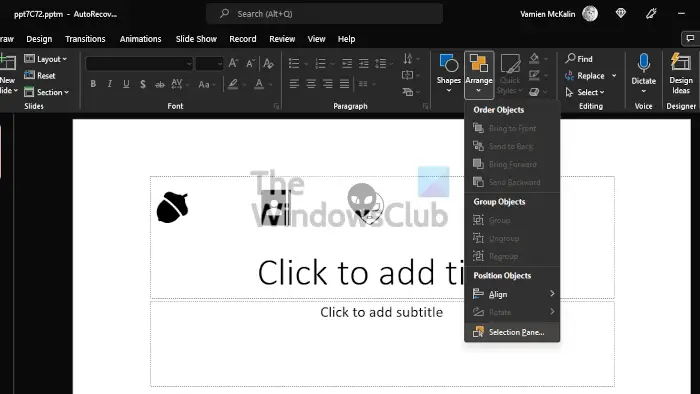 ppt7C72.pptm - AutoRecov...
Search
Vamien McKalin
raw
Design
Transitions
Animations
Slide Show
Record
Review
View
Help
New
lide
Layout
Reset
Section
Slides
B I U S ab
Aa
Font
Paragraph
Shapes
Arrange
Quick
Styles
Find
Replace
Select
Editing
Dictate
Voice
Design
Ideas
Designer
Order Objects
Bring to Front
Send to Back
Bring Forward
Send Backward
Group Objects
Group
Ungroup
Regroup
Position Objects
Align
Rotate
Selection Pane...
The
WindowsClub
Click to add ti
Click to add subtitle